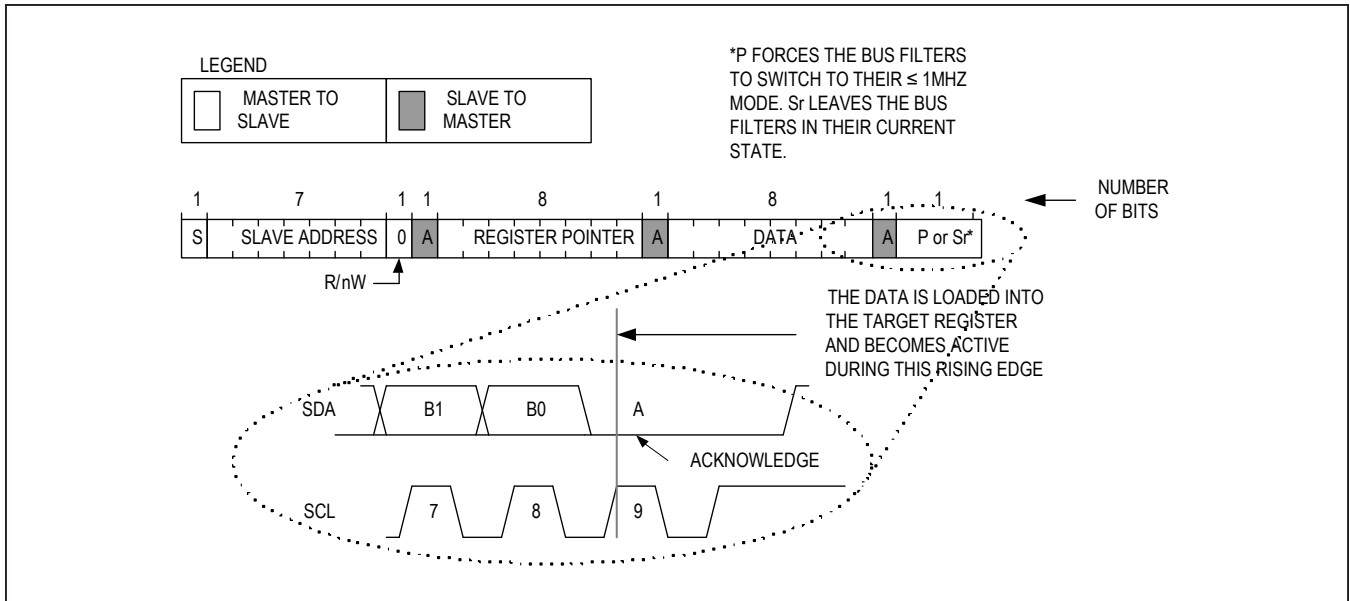 LEGEND
MASTER TO
SLAVE
SLAVE TO
MASTER
*P FORCES THE BUS FILTERS
TO SWITCH TO THEIR ≤ 1MHZ
MODE. Sr LEAVES THE BUS
FILTERS IN THEIR CURRENT
STATE.
1 7 1 1 8 1 8 1 1
NUMBER
OF BITS
S SLAVE ADDRESS 0 A REGISTER POINTER A DATA A P or Sr*
R/nW
THE DATA IS LOADED INTO
THE TARGET REGISTER
AND BECOMES ACTIVE
DURING THIS RISING EDGE
SDA B1 B0 A
ACKNOWLEDGE
SCL 7 8 9